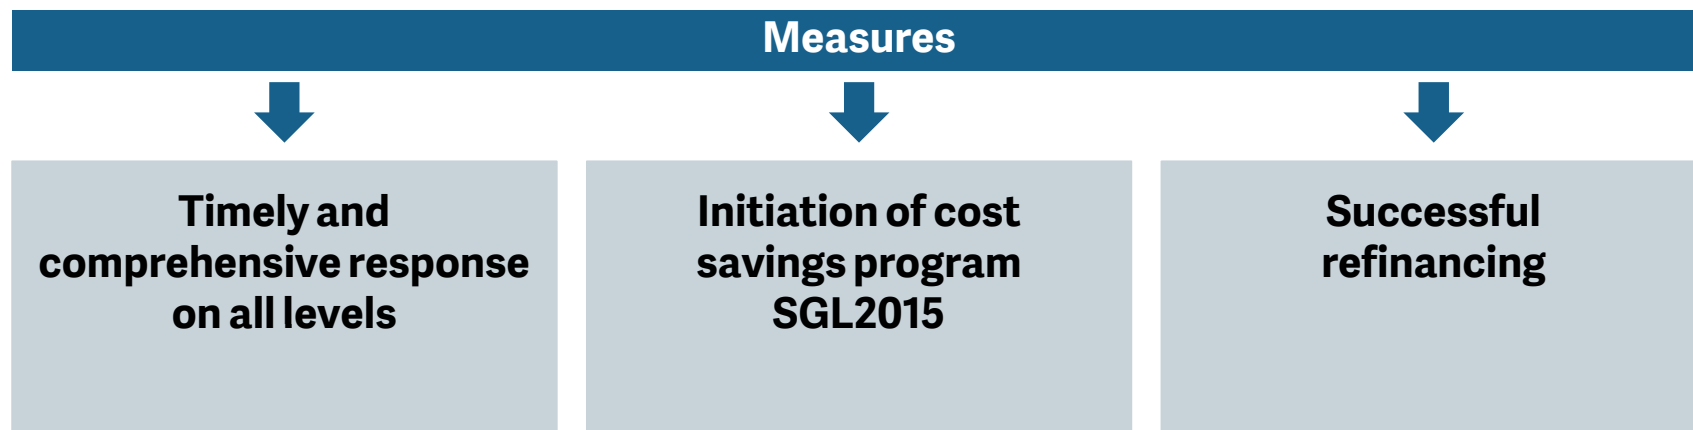 Measures
Timely and
comprehensive response
on all levels
Initiation of cost
savings program
SGL2015
Successful
refinancing